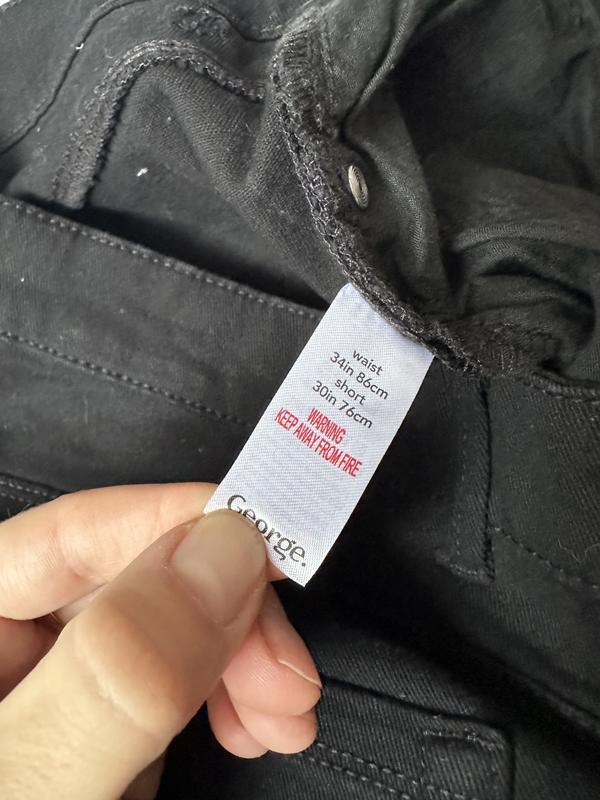 waist
34in 86cm
short
30in 76cm
WARNING
KEEP AWAY FROM FIRE
George.